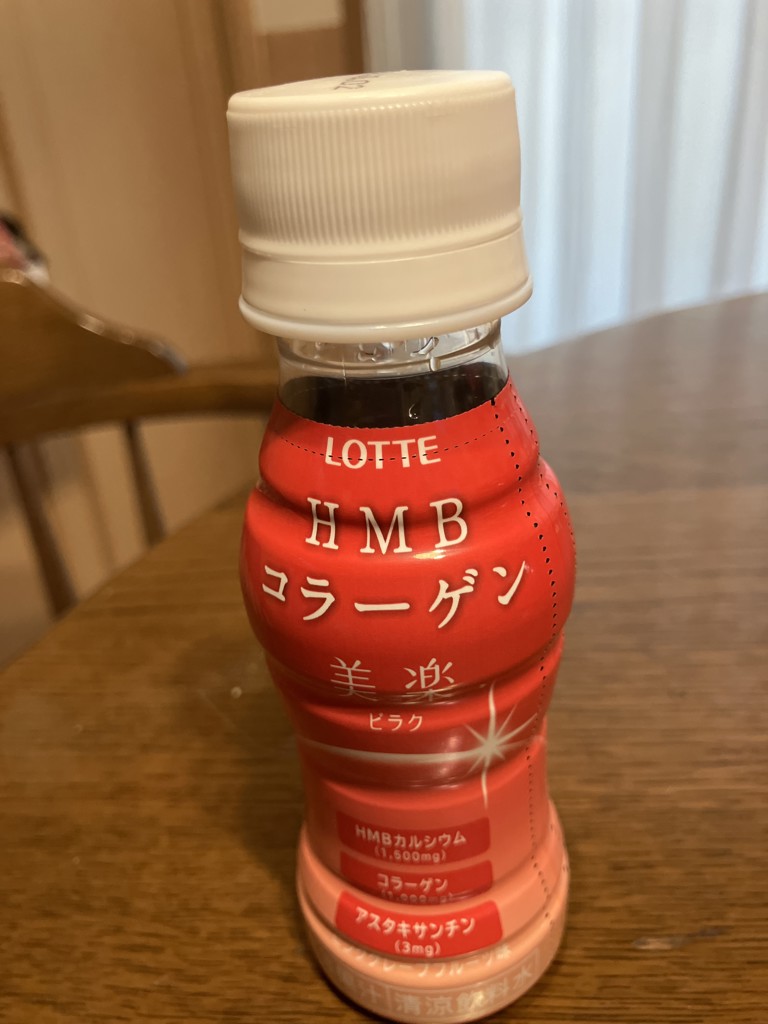 LOTTE
HMB
コラーゲン
美楽
ビラク
HMBカルシウム
(1,500mg)
コラーゲン
アスタキサンチン
(3mg)
清涼飲料水